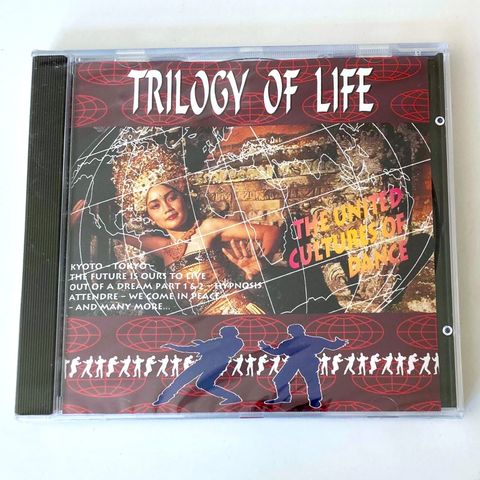 TRILOGY OF LIFE
THE UNITED
CULTURES OF
DANCE
KYOTO – TOKYO –
THE FUTURE IS OURS TO LIVE
OUT OF A DREAM PART 1 & 2 – HYPNOSIS
ATTENDRE – WE COME IN PEACE
– AND MANY MORE...